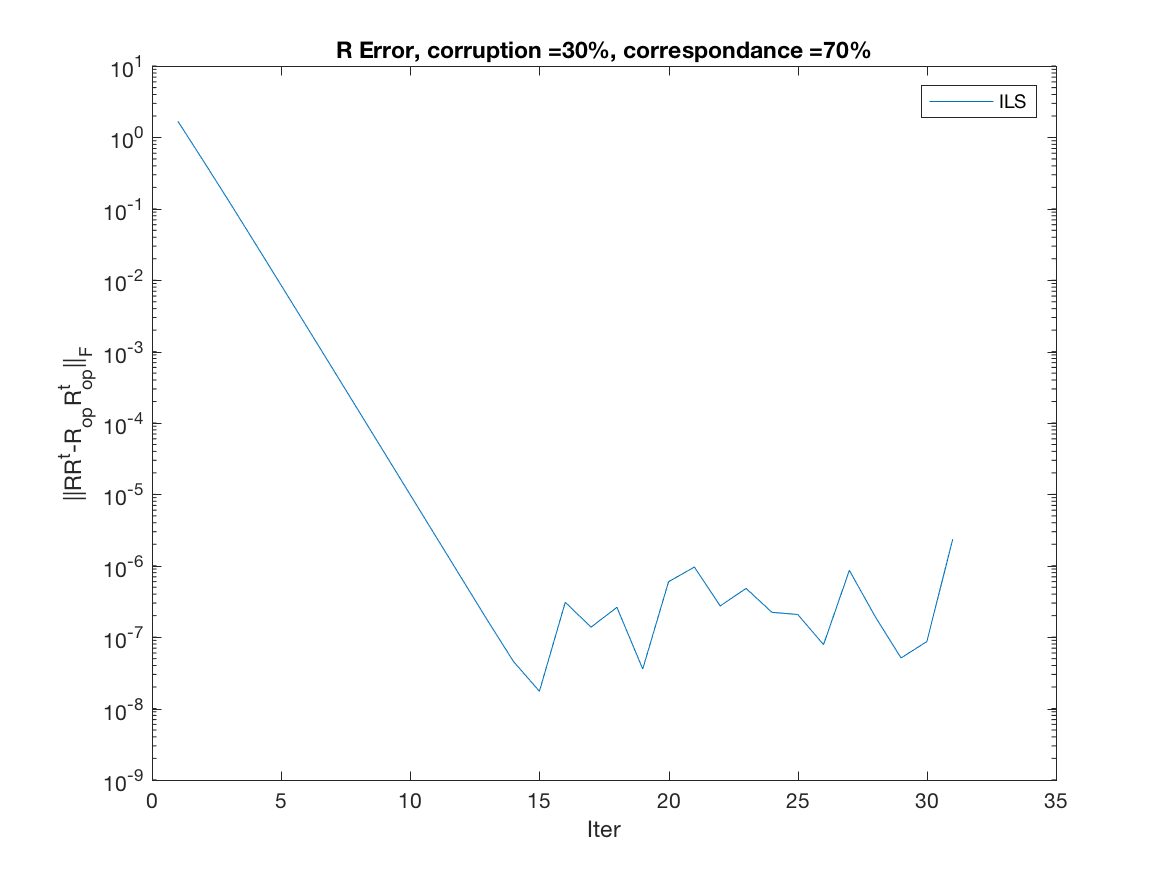 R Error, corruption =30%, correspondance =70%
ILS
10^1
10^0
10^-1
10^-2
10^-3
10^-4
10^-5
10^-6
10^-7
10^-8
10^-9
||RR^t-R_op R^t_op||_F
0 5 10 15 20 25 30 35
Iter